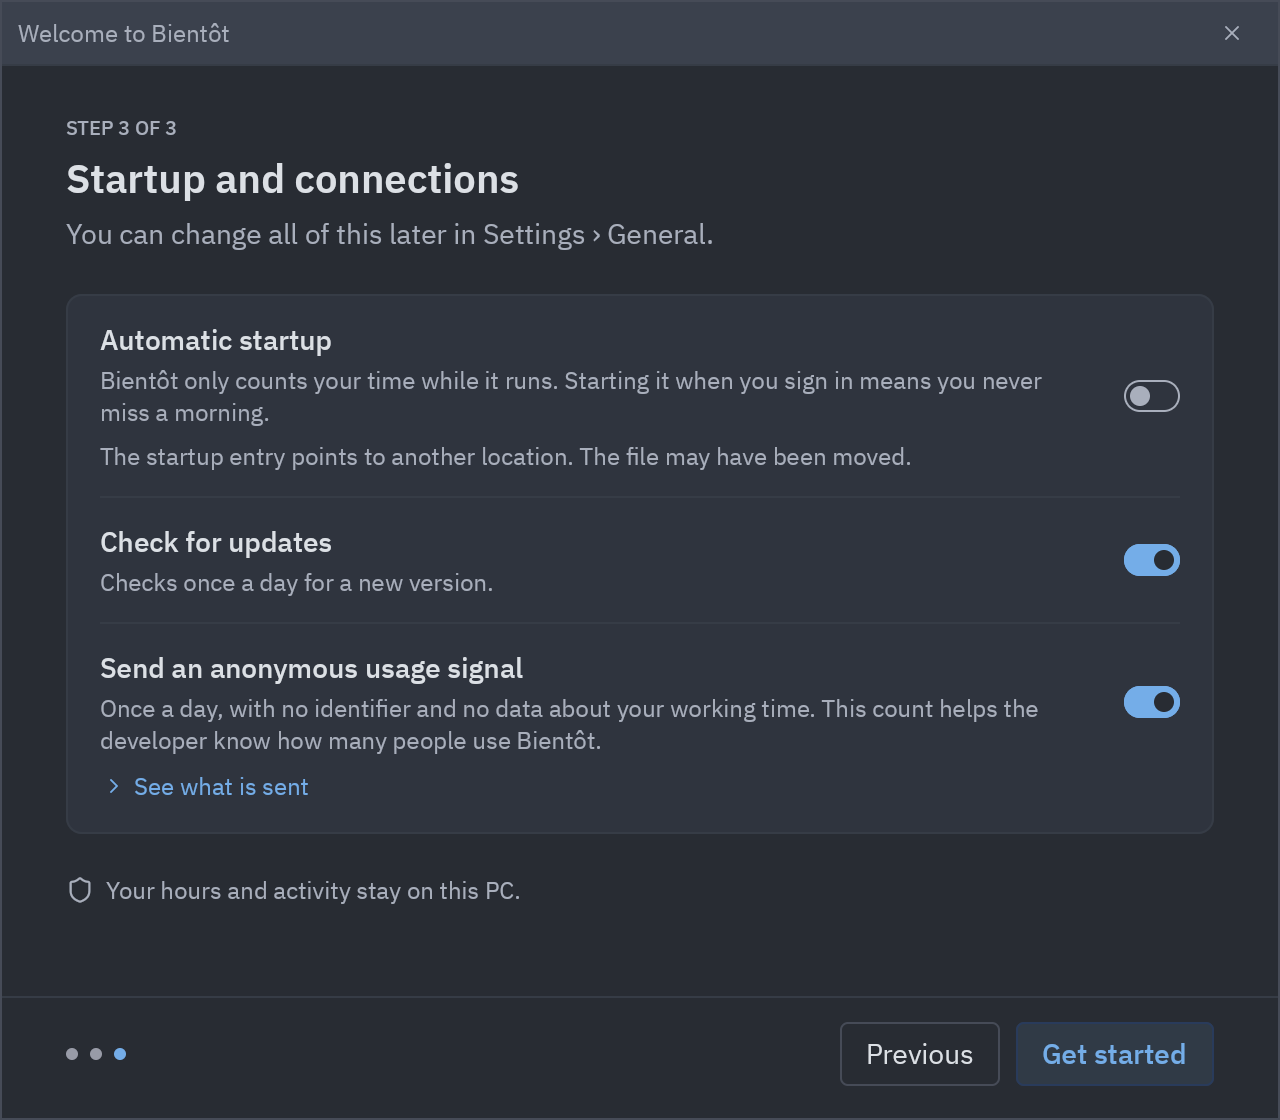 Welcome to Bientôt
STEP 3 OF 3
Startup and connections
You can change all of this later in Settings › General.
Automatic startup
Bientôt only counts your time while it runs. Starting it when you sign in means you never
miss a morning.
The startup entry points to another location. The file may have been moved.
Check for updates
Checks once a day for a new version.
Send an anonymous usage signal
Once a day, with no identifier and no data about your working time. This count helps the
developer know how many people use Bientôt.
See what is sent
Your hours and activity stay on this PC.
Previous
Get started